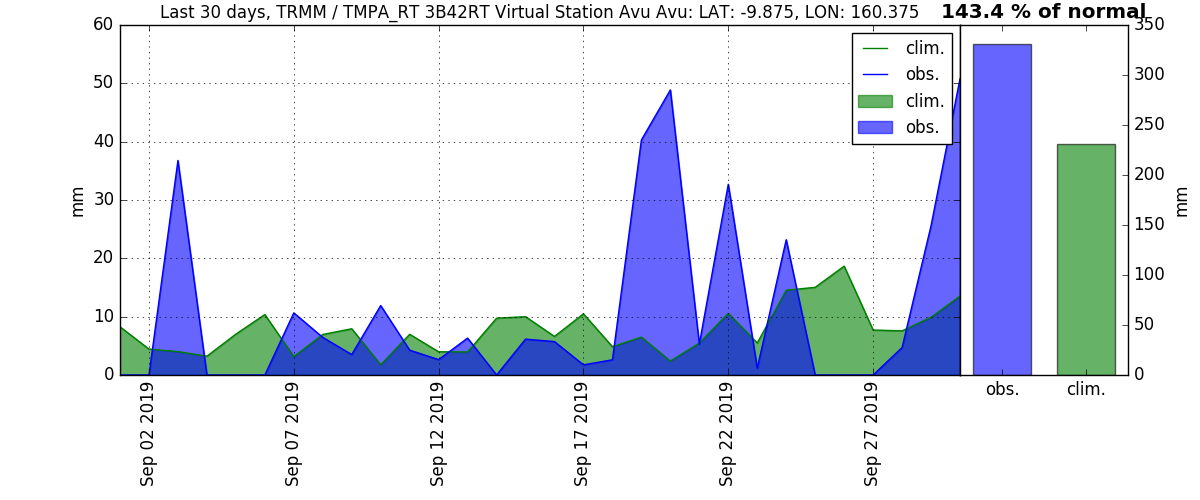 Last 30 days, TRMM / TMPA_RT 3B42RT Virtual Station Avu Avu: LAT: -9.875, LON: 160.375
143.4 % of normal
60
50
40
30
20
10
0
mm
clim.
obs.
clim.
obs.
Sep 02 2019
Sep 07 2019
Sep 12 2019
Sep 17 2019
Sep 22 2019
Sep 27 2019
350
300
250
200
150
100
50
0
mm
obs.
clim.